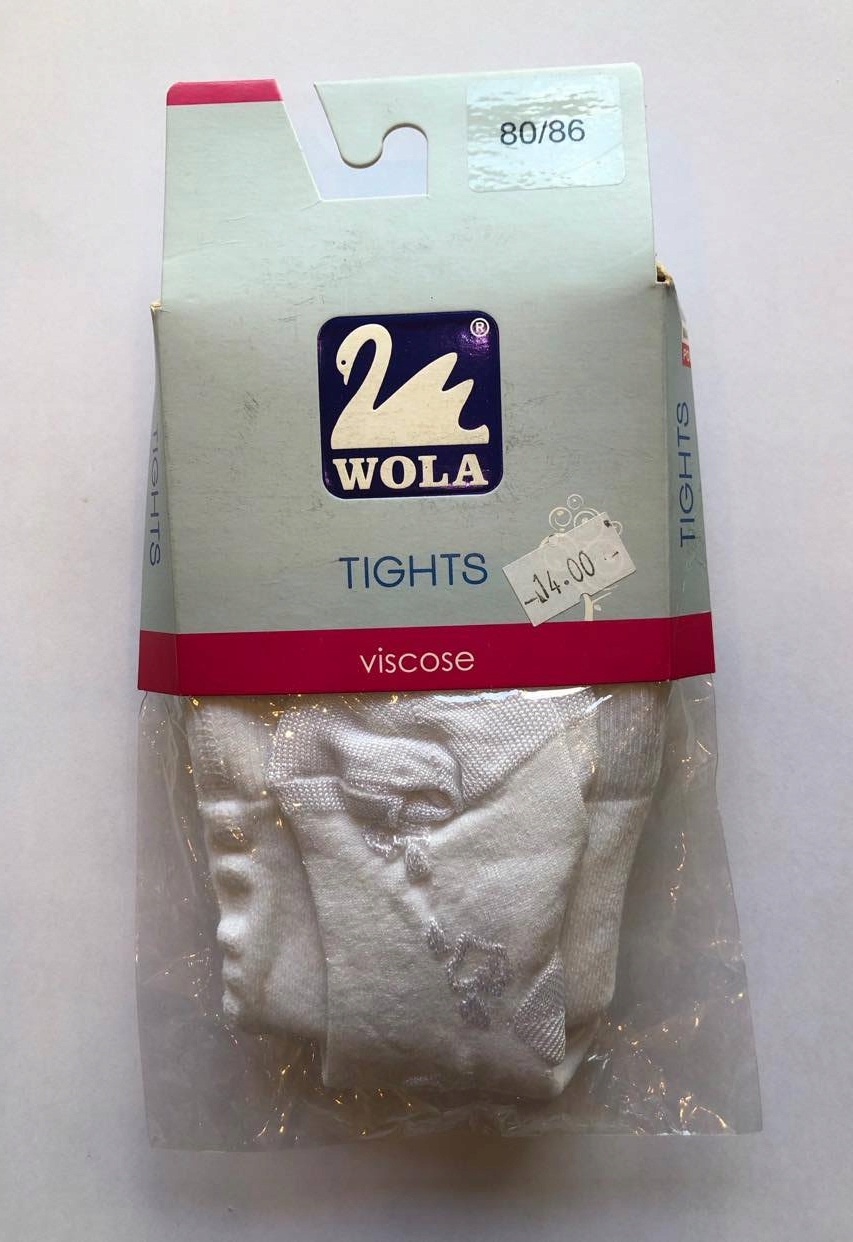 80/86
®
WOLA
TIGHTS
-14.00.-
viscose
TIGHTS
TIGHTS